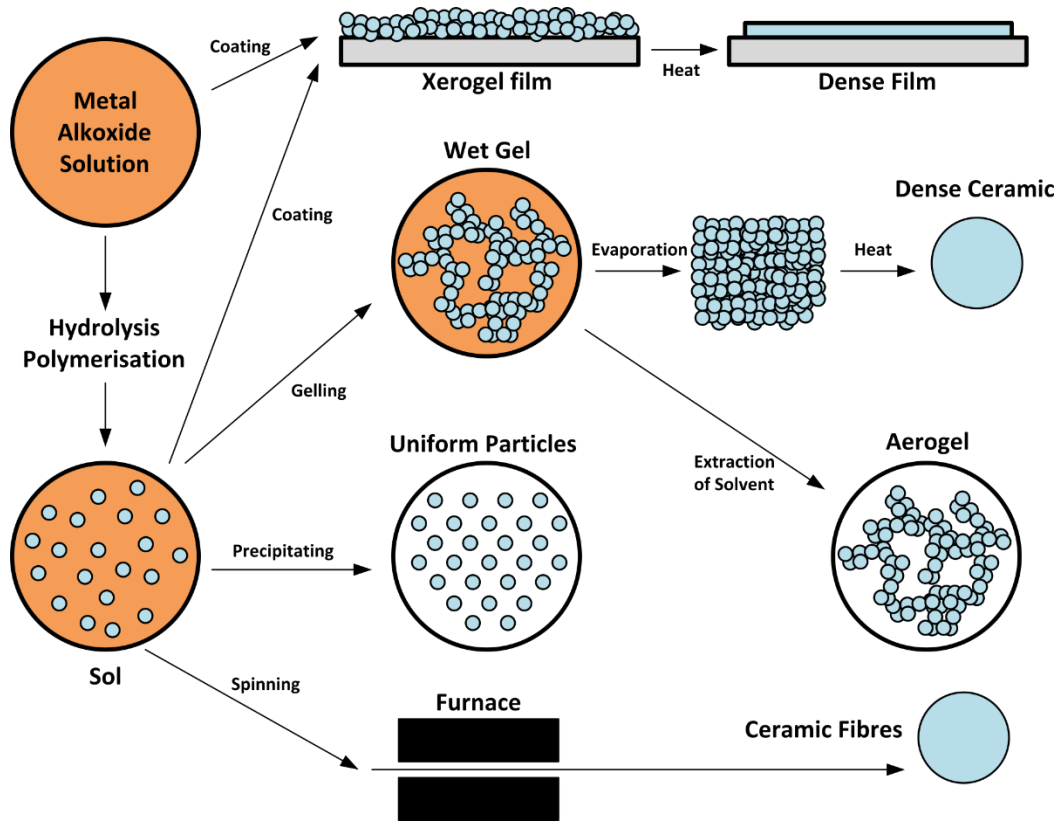 Coating
Xerogel film
Heat
Dense Film
Metal
Alkoxide
Solution
Wet Gel
Dense Ceramic
Coating
Evaporation
Heat
Hydrolysis
Polymerisation
Gelling
Uniform Particles
Aerogel
Extraction
of Solvent
Precipitating
Sol
Spinning
Furnace
Ceramic Fibres